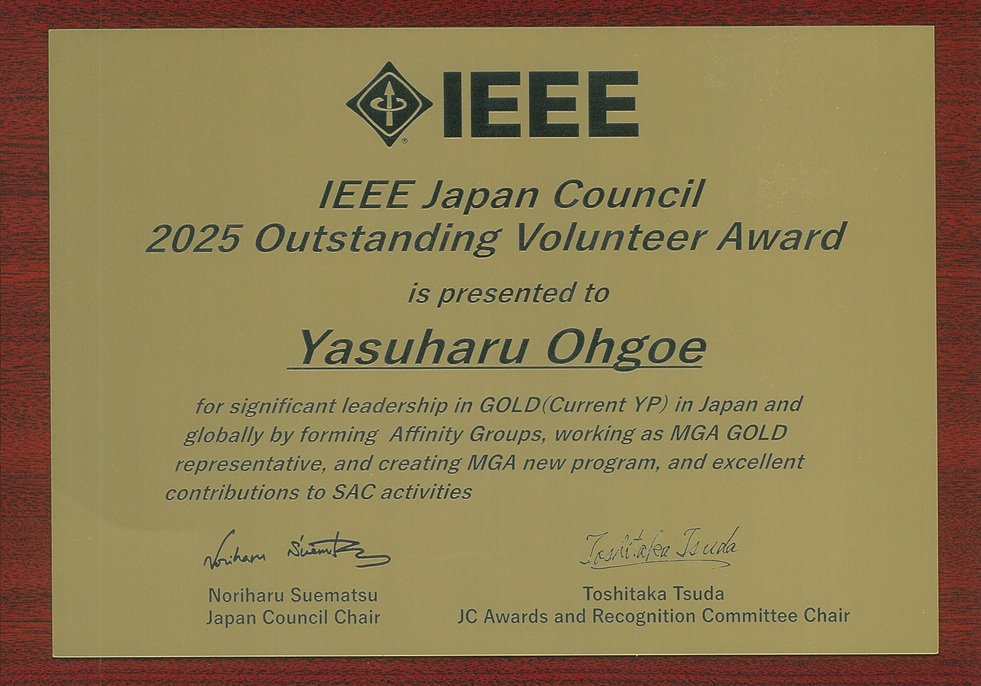 IEEE
IEEE Japan Council
2025 Outstanding Volunteer Award
is presented to
Yasuharu Ohgoe
for significant leadership in GOLD(Current YP) in Japan and
globally by forming Affinity Groups, working as MGA GOLD
representative, and creating MGA new program, and excellent
contributions to SAC activities
Noriharu Suematsu
Toshitaka Tsuda
Noriharu Suematsu
Japan Council Chair
Toshitaka Tsuda
JC Awards and Recognition Committee Chair